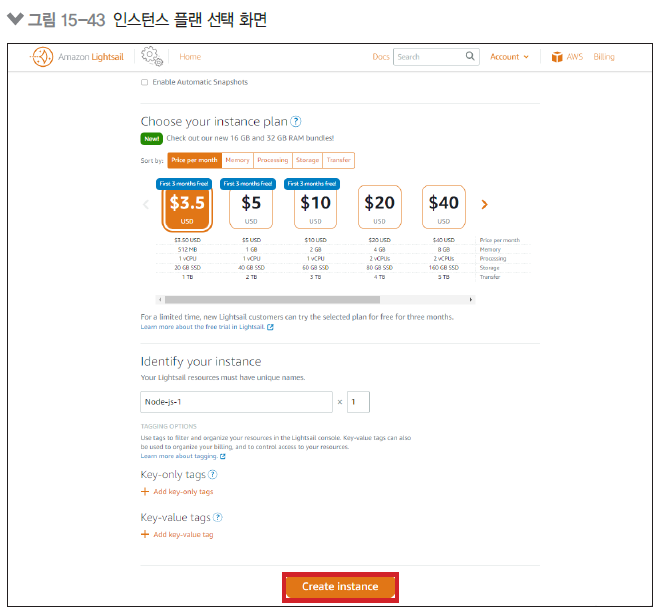 그림 15-43 인스턴스 플랜 선택 화면
Amazon Lightsail Home Docs Search Account AWS Billing
Enable Automatic Snapshots
Choose your instance plan ?
New! Check out our new 16 GB and 32 GB RAM bundles!
Sort by: Price per month Memory Processing Storage Transfer
First 3 months free! First 3 months free! First 3 months free!
$3.5 $5 $10 $20 $40
USD USD USD USD USD
$3.50 USD $5 USD $10 USD $20 USD $40 USD Price per month
512 MB 1 GB 2 GB 4 GB 8 GB Memory
1 vCPU 1 vCPU 1 vCPU 2 vCPUs 2 vCPUs Processing
20 GB SSD 40 GB SSD 60 GB SSD 80 GB SSD 160 GB SSD Storage
1 TB 2 TB 3 TB 4 TB 5 TB Transfer
For a limited time, new Lightsail customers can try the selected plan for free for three months.
Learn more about the free trial in Lightsail.
Identify your instance
Your Lightsail resources must have unique names.
Node-js-1 x 1
TAGGING OPTIONS
Use tags to filter and organize your resources in the Lightsail console. Key-value tags can also
be used to organize your billing, and to control access to your resources.
Learn more about tagging.
Key-only tags ?
+ Add key-only tags
Key-value tags ?
+ Add key-value tag
Create instance